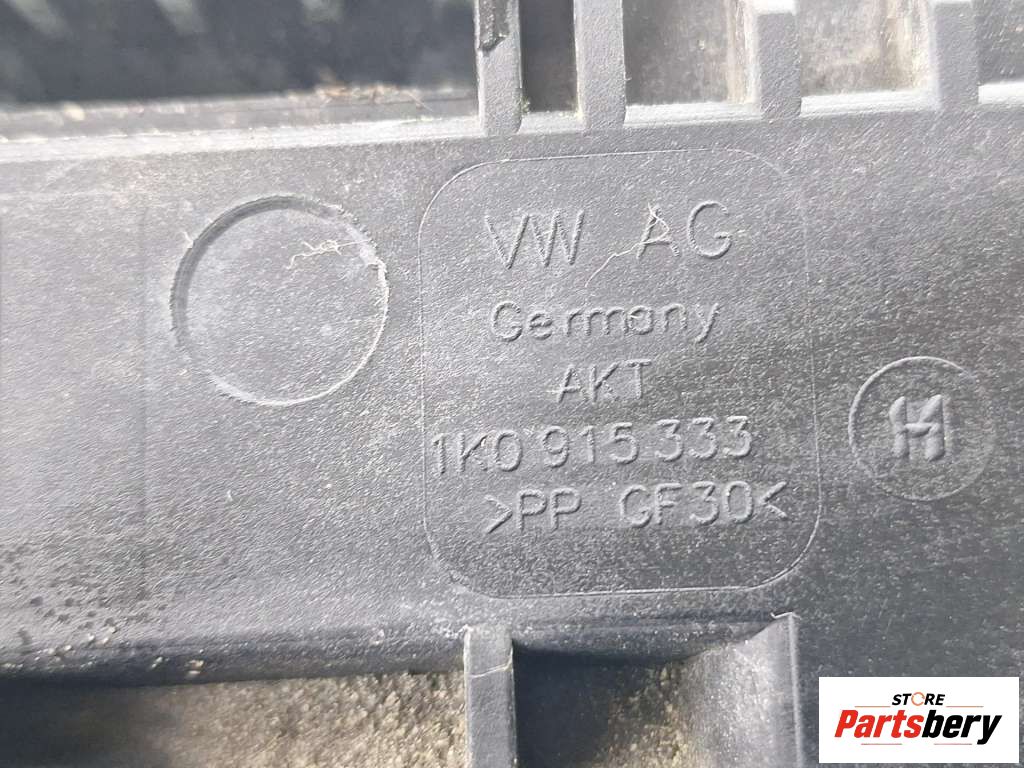 VW AG
Germany
AKT
1K0 915 333
>PP GF30<
STORE
Partsbery